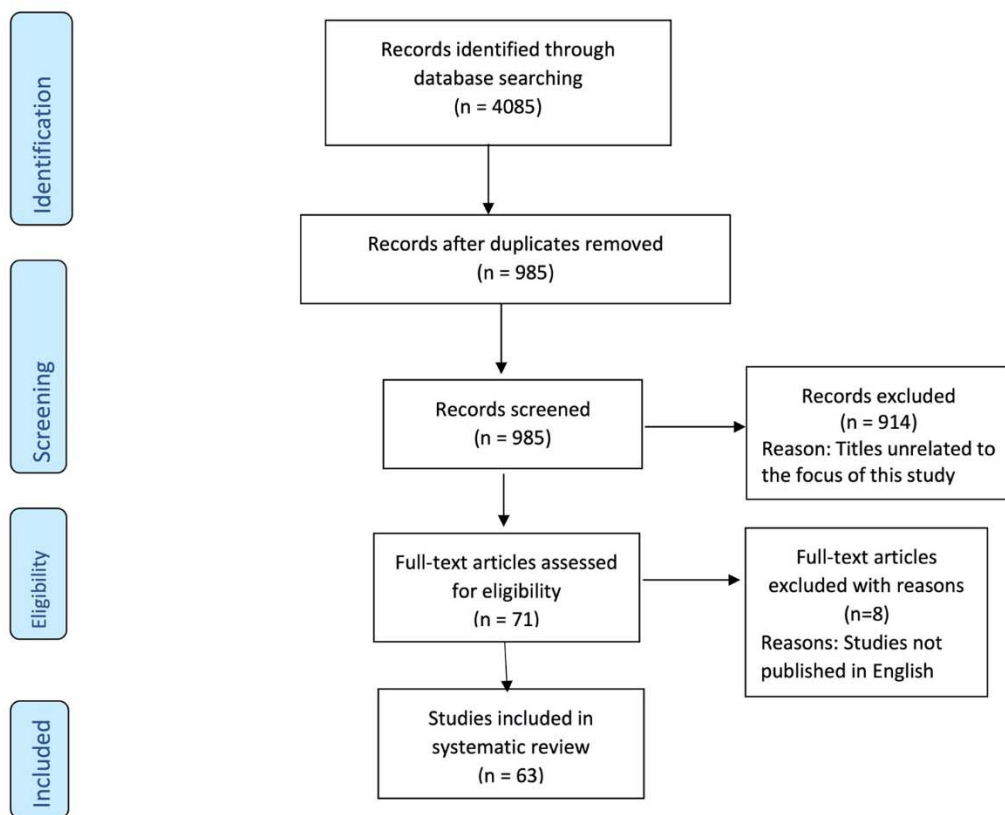 Identification
Records identified through
database searching
(n = 4085)
Records after duplicates removed
(n = 985)
Screening
Records screened
(n = 985)
Records excluded
(n = 914)
Reason: Titles unrelated to
the focus of this study
Eligibility
Full-text articles assessed
for eligibility
(n = 71)
Full-text articles
excluded with reasons
(n=8)
Reasons: Studies not
published in English
Included
Studies included in
systematic review
(n = 63)